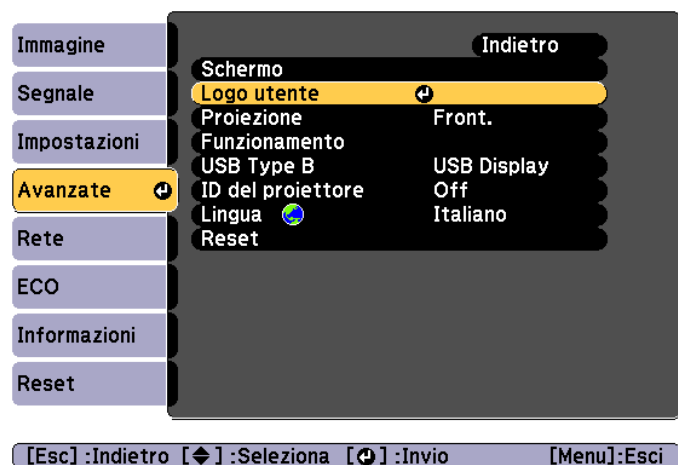 Immagine
Segnale
Impostazioni
Avanzate
Rete
ECO
Informazioni
Reset
Indietro
Schermo
Logo utente
Proiezione Front.
Funzionamento
USB Type B USB Display
ID del proiettore Off
Lingua Italiano
Reset
[Esc] :Indietro [ ] :Seleziona [ ] :Invio [Menu]:Esci